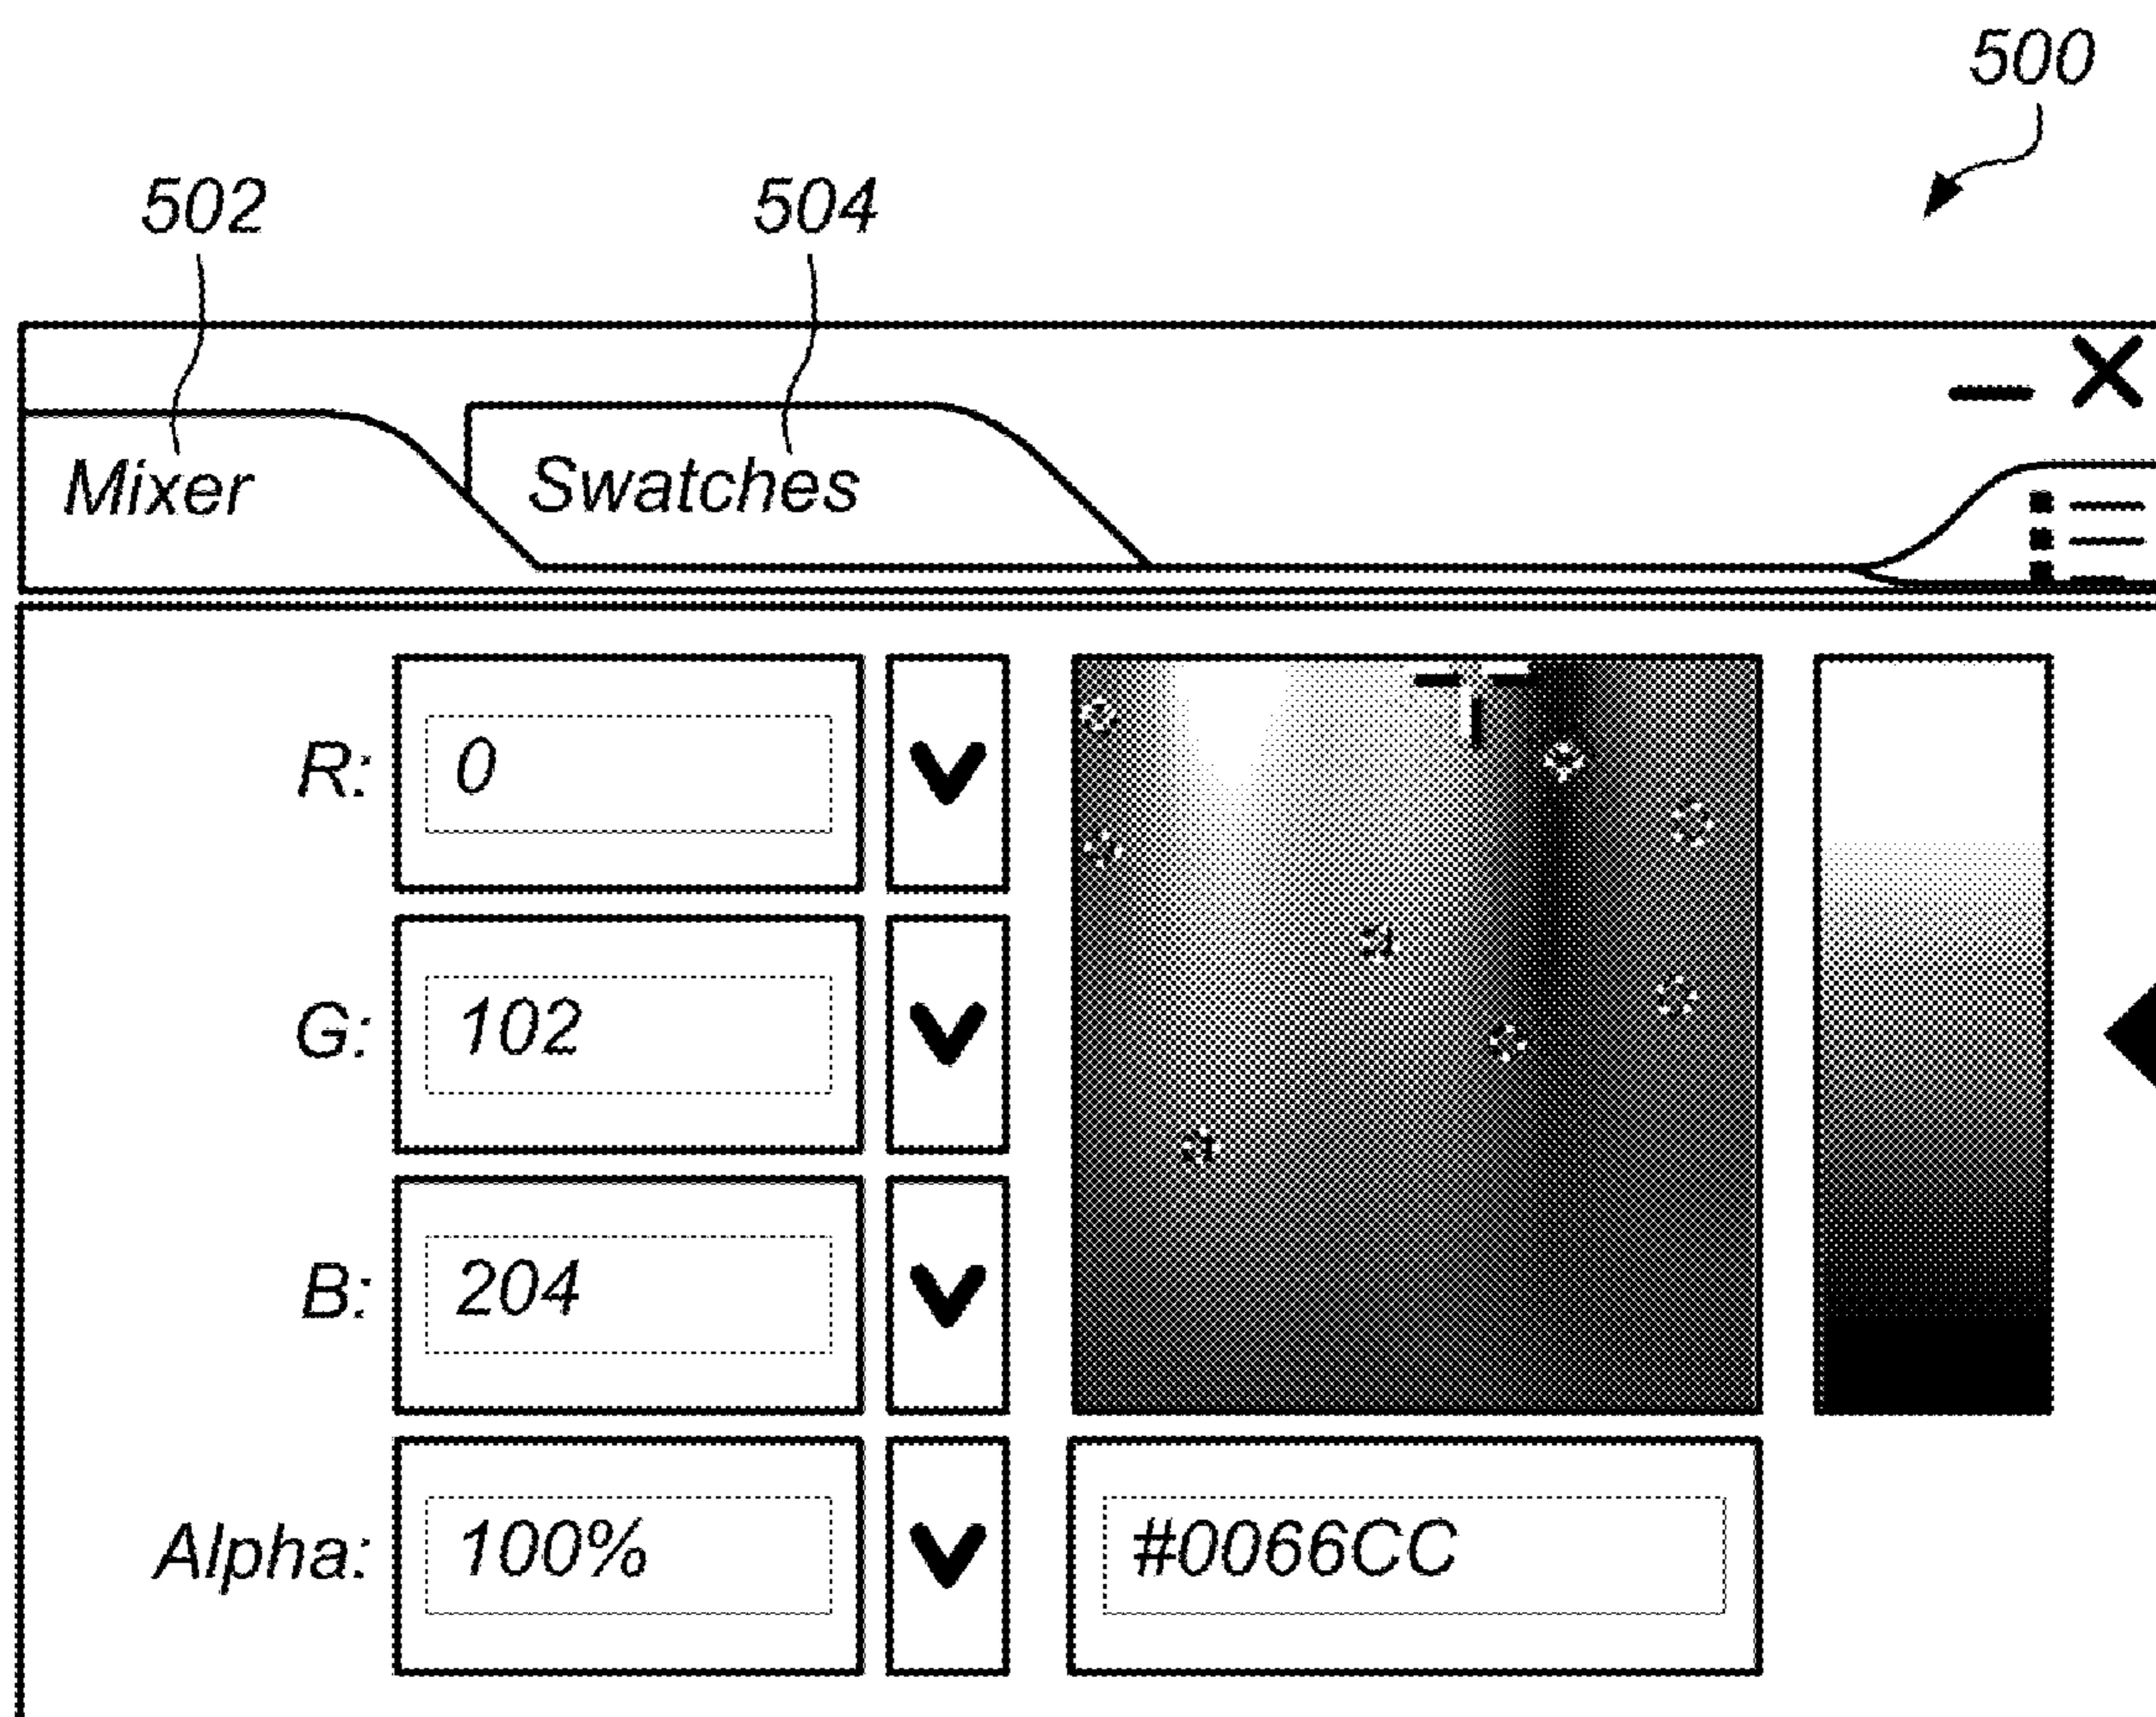 500
502 504
Mixer Swatches
R: 0
G: 102
B: 204
Alpha: 100% #0066CC